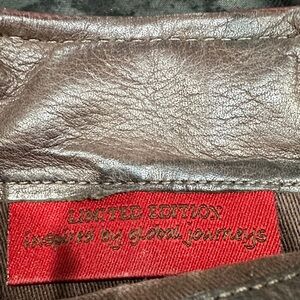 LIMITED EDITION
inspired by global journeys